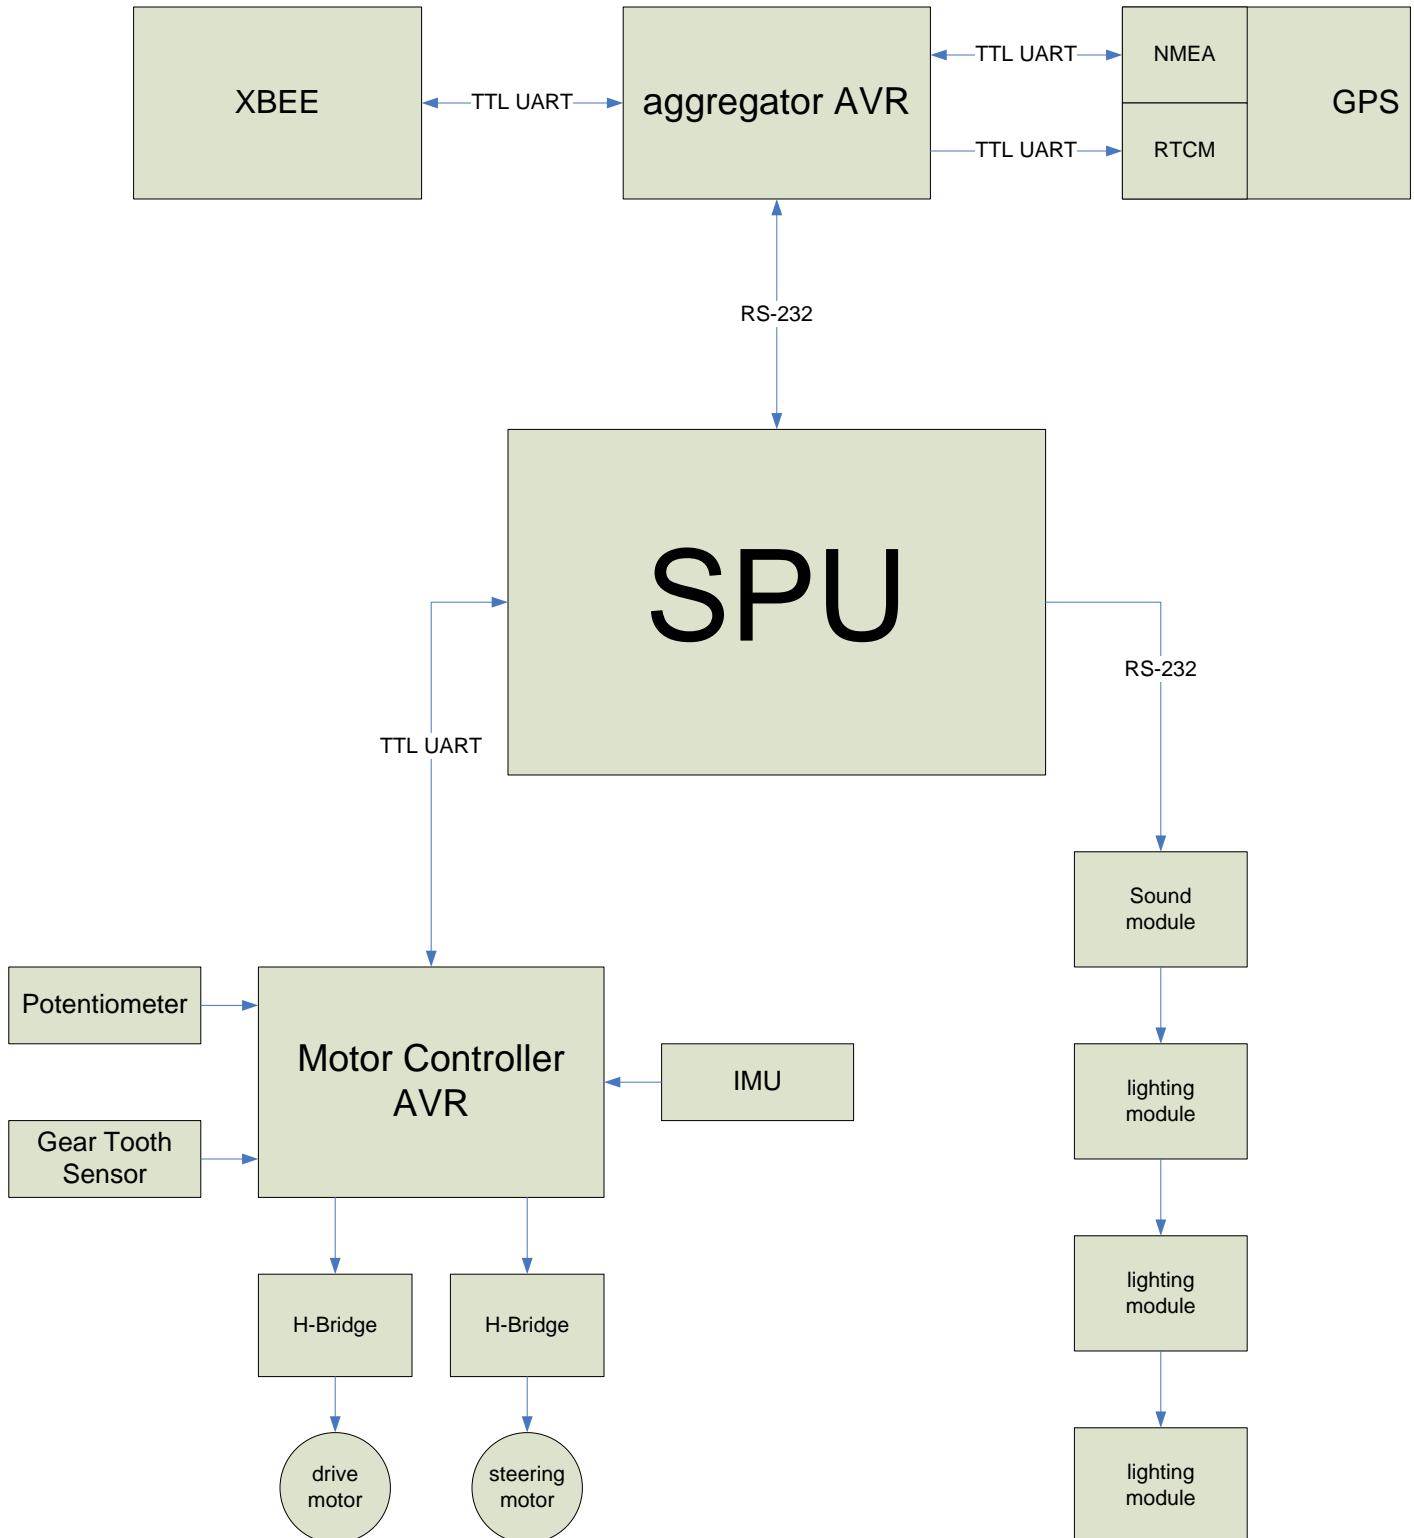 XBEE
TTL UART
aggregator AVR
TTL UART
NMEA
GPS
TTL UART
RTCM
RS-232
SPU
RS-232
TTL UART
Sound
module
Potentiometer
Motor Controller
AVR
IMU
lighting
module
Gear Tooth
Sensor
H-Bridge
H-Bridge
lighting
module
drive
motor
steering
motor
lighting
module